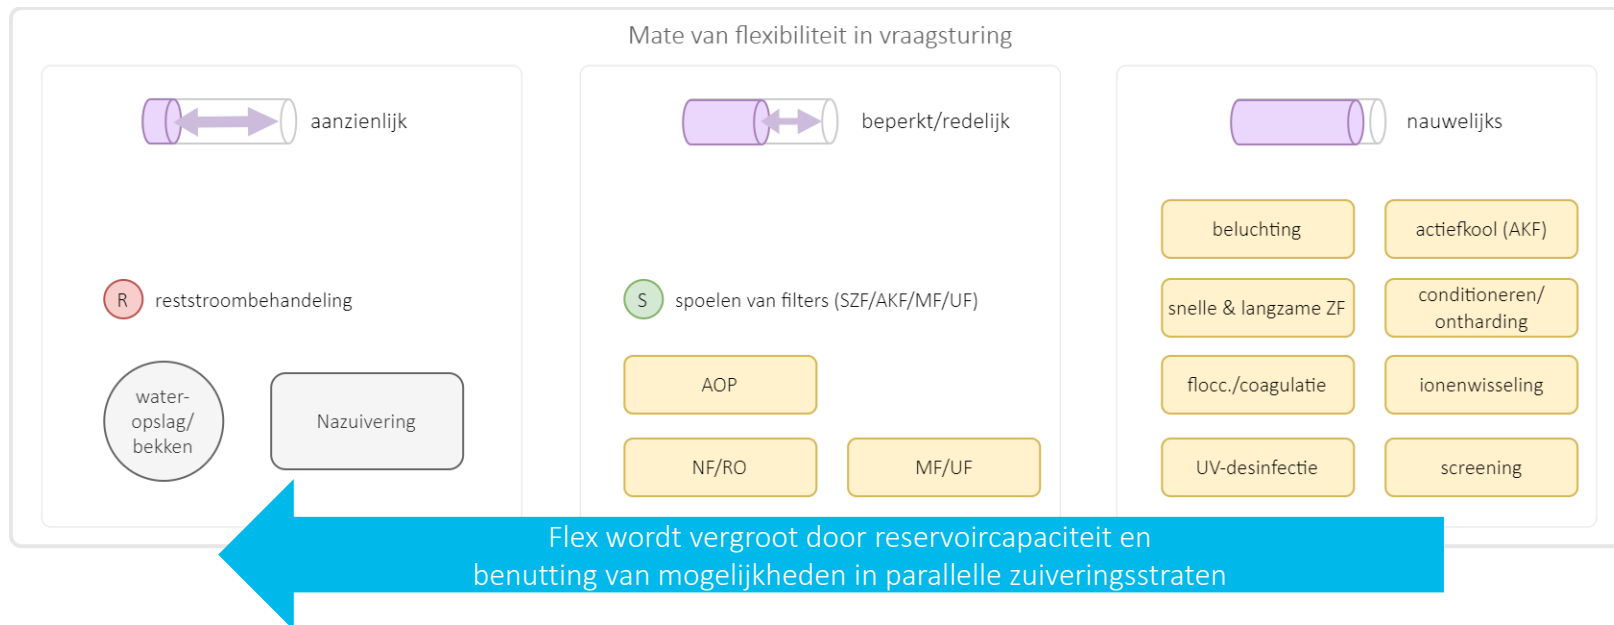 Mate van flexibiliteit in vraagsturing
aanzienlijk
R reststroombehandeling
water-
opslag/
bekken
Nazuivering
beperkt/redelijk
S spoelen van filters (SZF/AKF/MF/UF)
AOP
NF/RO
MF/UF
nauwelijks
beluchting
actiefkool (AKF)
snelle & langzame ZF
conditioneren/
ontharding
flocc./coagulatie
ionenwisseling
UV-desinfectie
screening
Flex wordt vergroot door reservoircapaciteit en
benutting van mogelijkheden in parallelle zuiveringsstraten